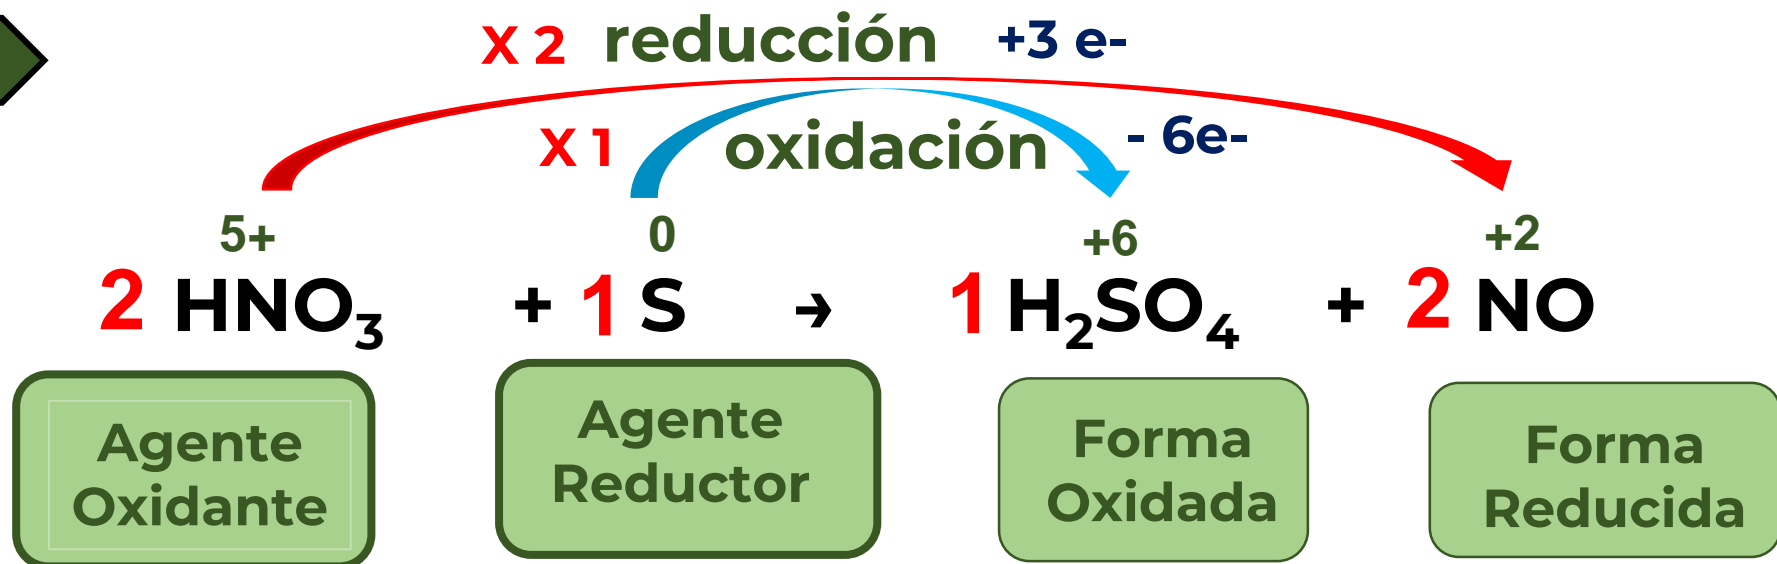 X 2 reducción +3 e-
X 1 oxidación - 6e-
5+ 0 +6 +2
2 HNO₃ + 1 S → 1 H₂SO₄ + 2 NO
Agente
Oxidante
Agente
Reductor
Forma
Oxidada
Forma
Reducida